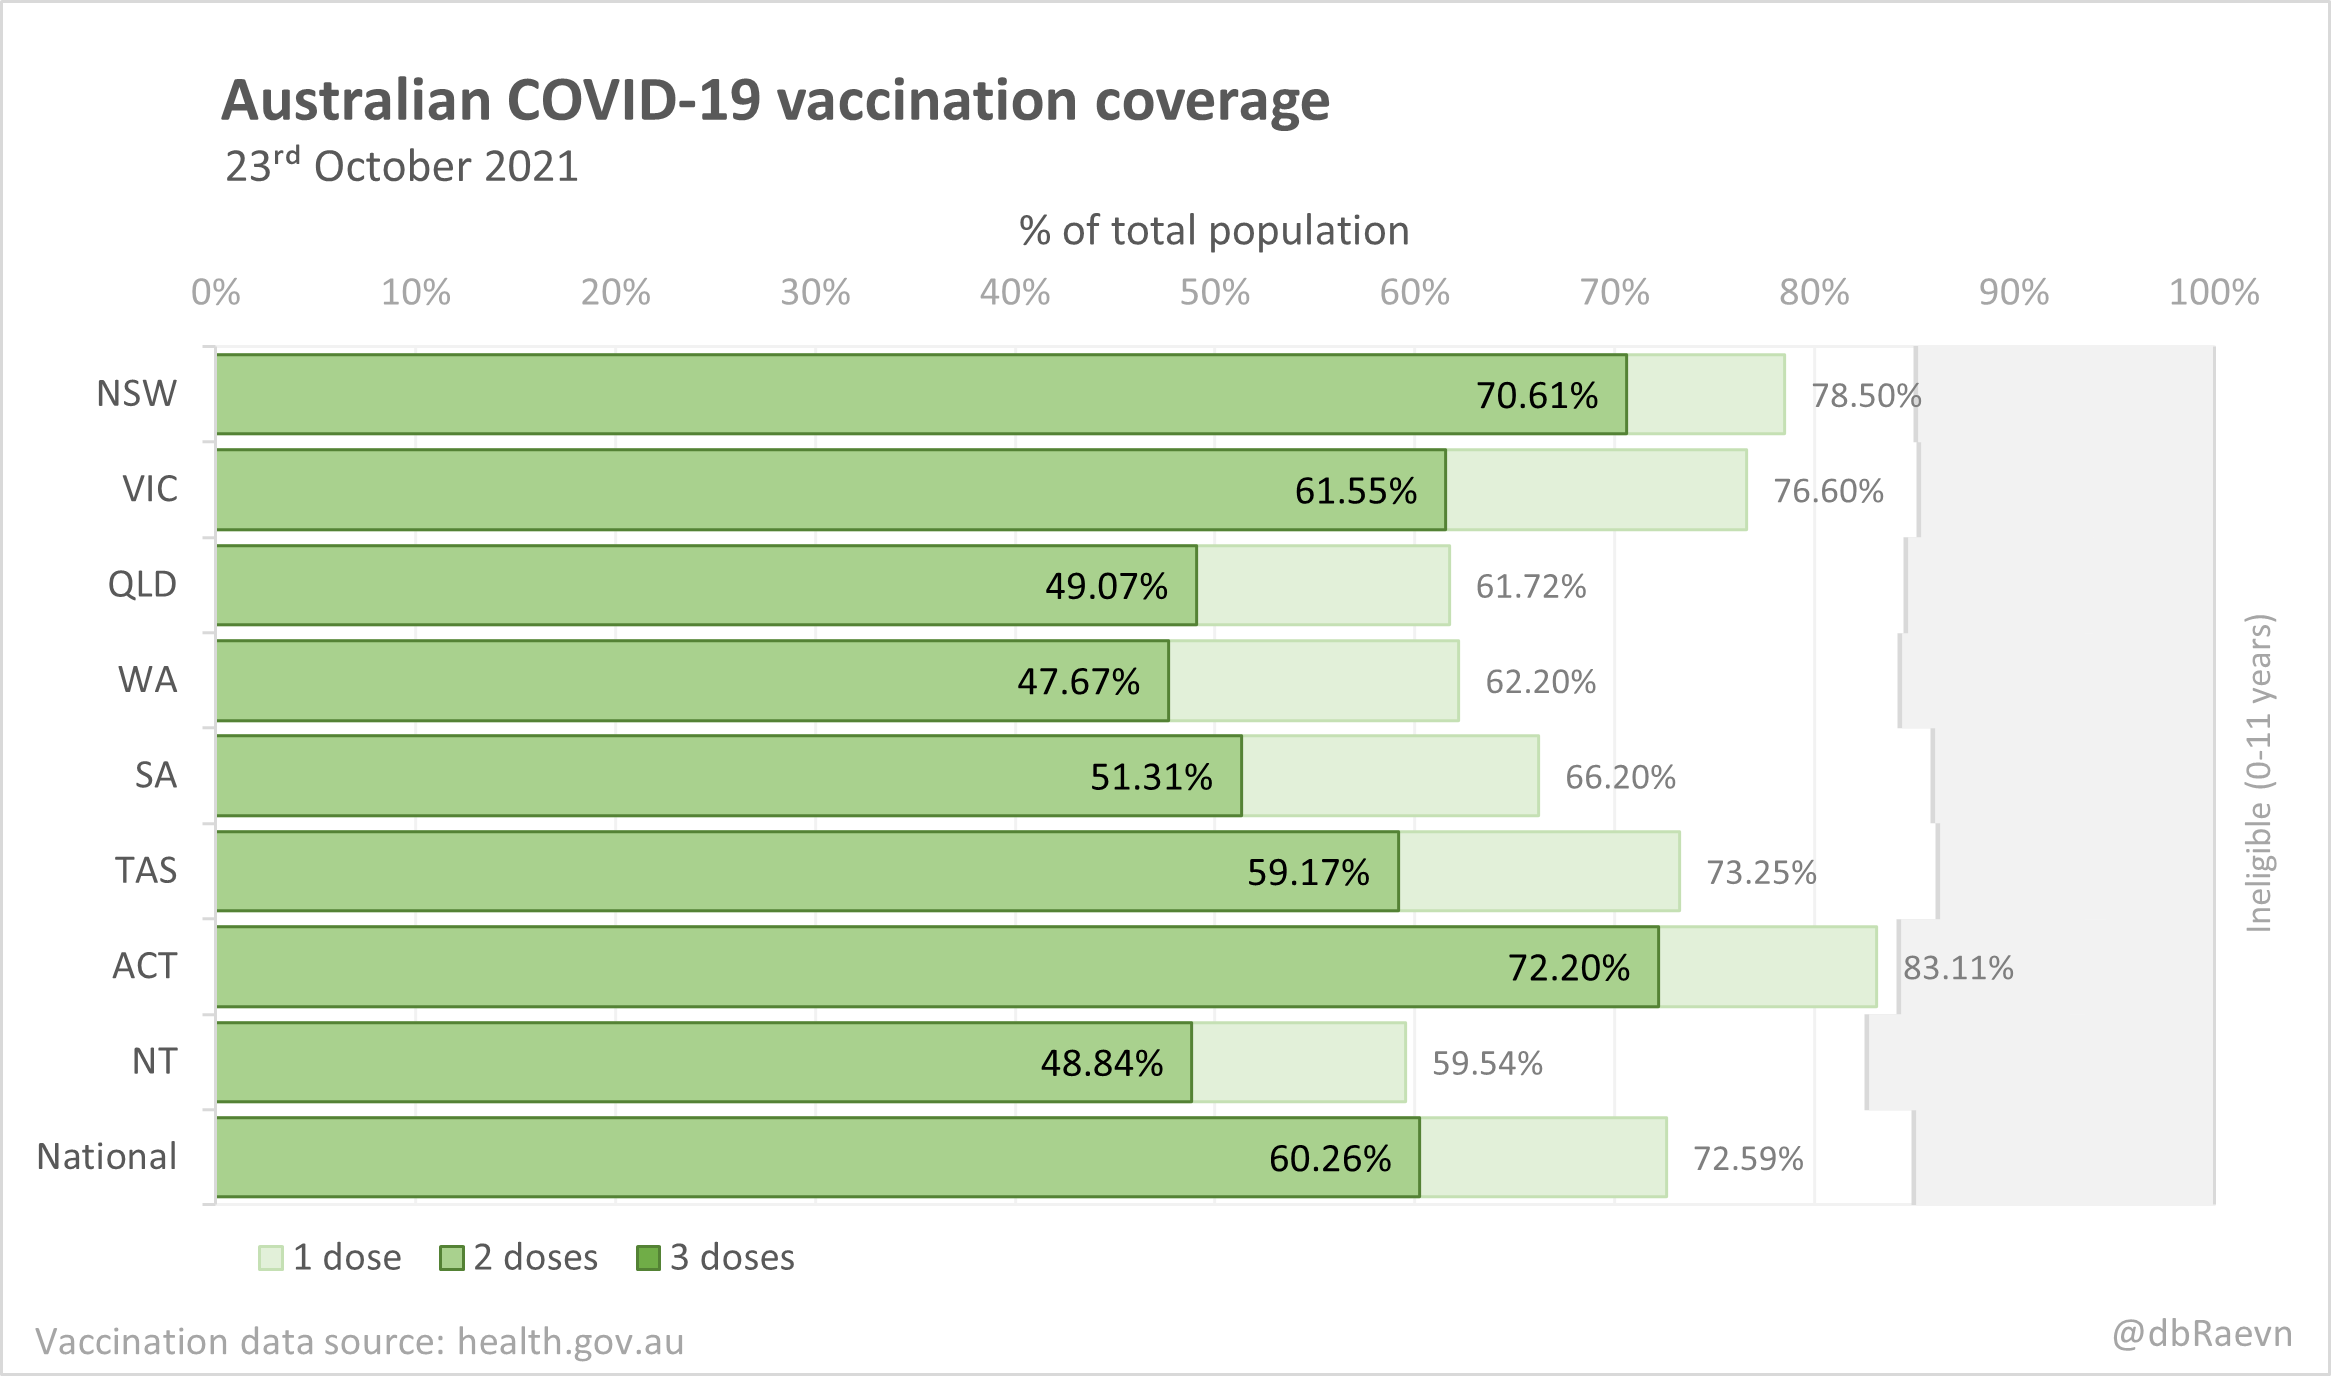 Australian COVID-19 vaccination coverage
23rd October 2021
% of total population
0% 10% 20% 30% 40% 50% 60% 70% 80% 90% 100%
NSW 70.61% 78.50%
VIC 61.55% 76.60%
QLD 49.07% 61.72%
WA 47.67% 62.20%
SA 51.31% 66.20%
TAS 59.17% 73.25%
ACT 72.20% 83.11%
NT 48.84% 59.54%
National 60.26% 72.59%
Ineligible (0-11 years)
1 dose 2 doses 3 doses
Vaccination data source: health.gov.au
@dbRaevn